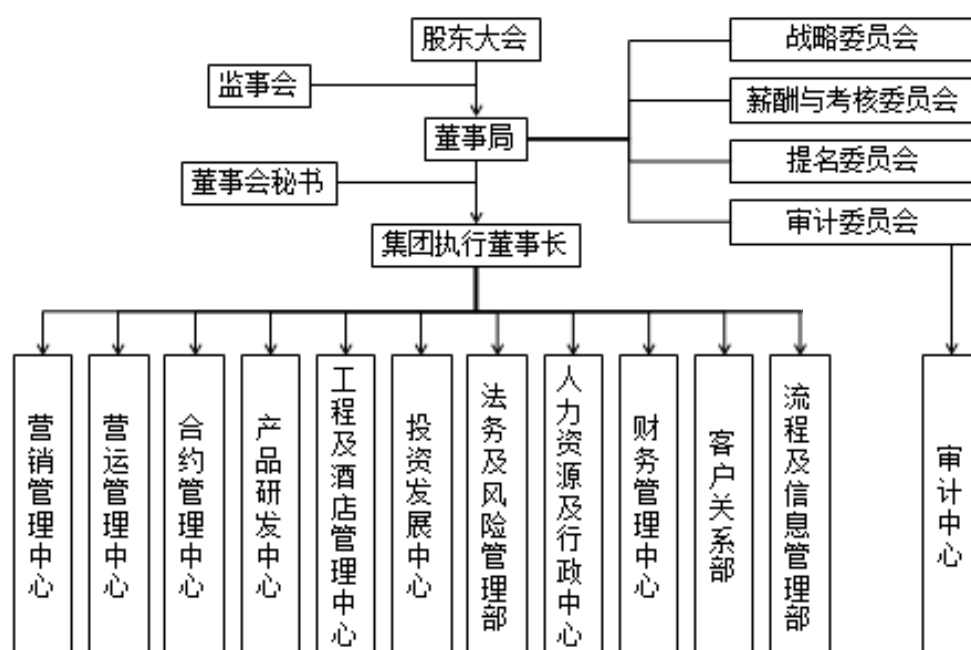 股东大会
战略委员会
监事会
薪酬与考核委员会
董事局
提名委员会
董事会秘书
审计委员会
集团执行董事长
营销管理中心
营运管理中心
合约管理中心
产品研发中心
工程及酒店管理中心
投资发展中心
法务及风险管理部
人力资源及行政中心
财务管理中心
客户关系部
流程及信息管理部
审计中心